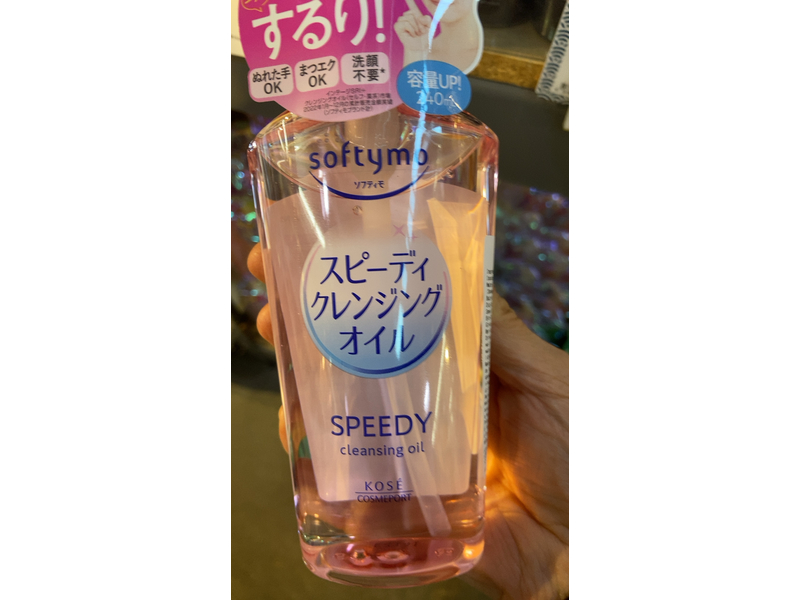 するり!
ぬれた手
OK
まつエク
OK
洗顔
不要*
容量UP!
240mL
softymo
ソフティモ
スピーディ
クレンジング
オイル
SPEEDY
cleansing oil
KOSÉ
COSMEPORT